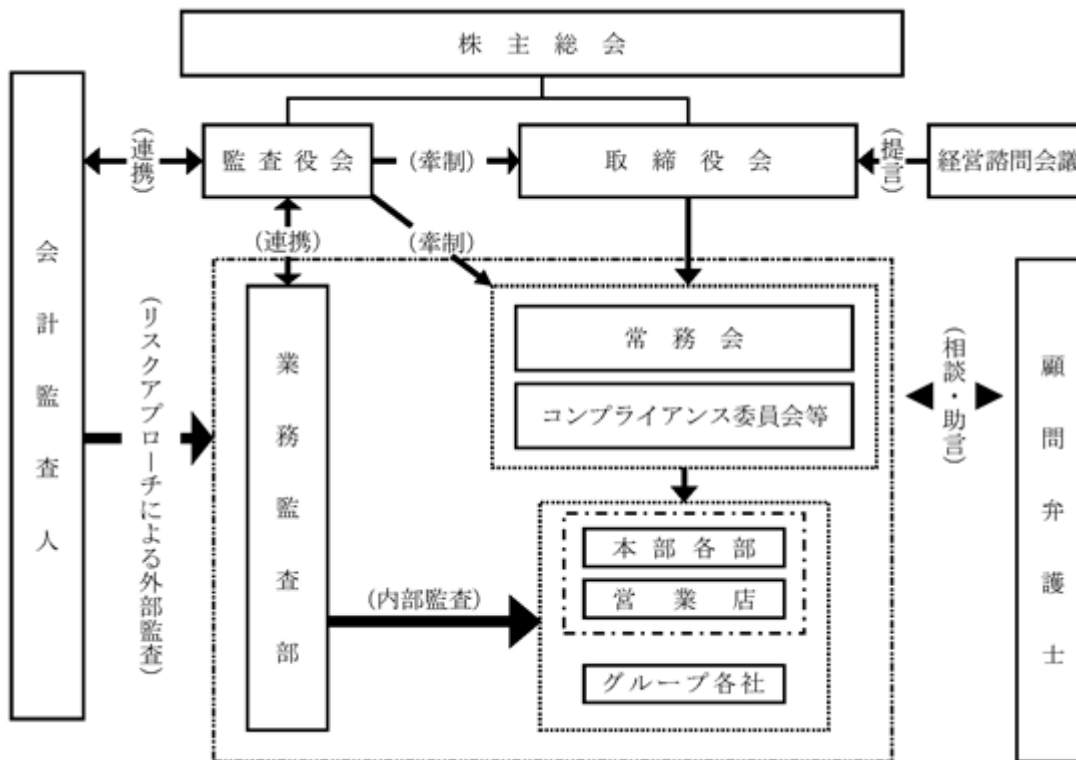 株主総会
(連携)
監査役会
(牽制)
取締役会
(提言)
経営諮問会議
(連携)
(牽制)
会計監査人
(リスクアプローチによる外部監査)
業務監査部
常務会
コンプライアンス委員会等
(相談・助言)
顧問弁護士
本部各部
営業店
(内部監査)
グループ各社